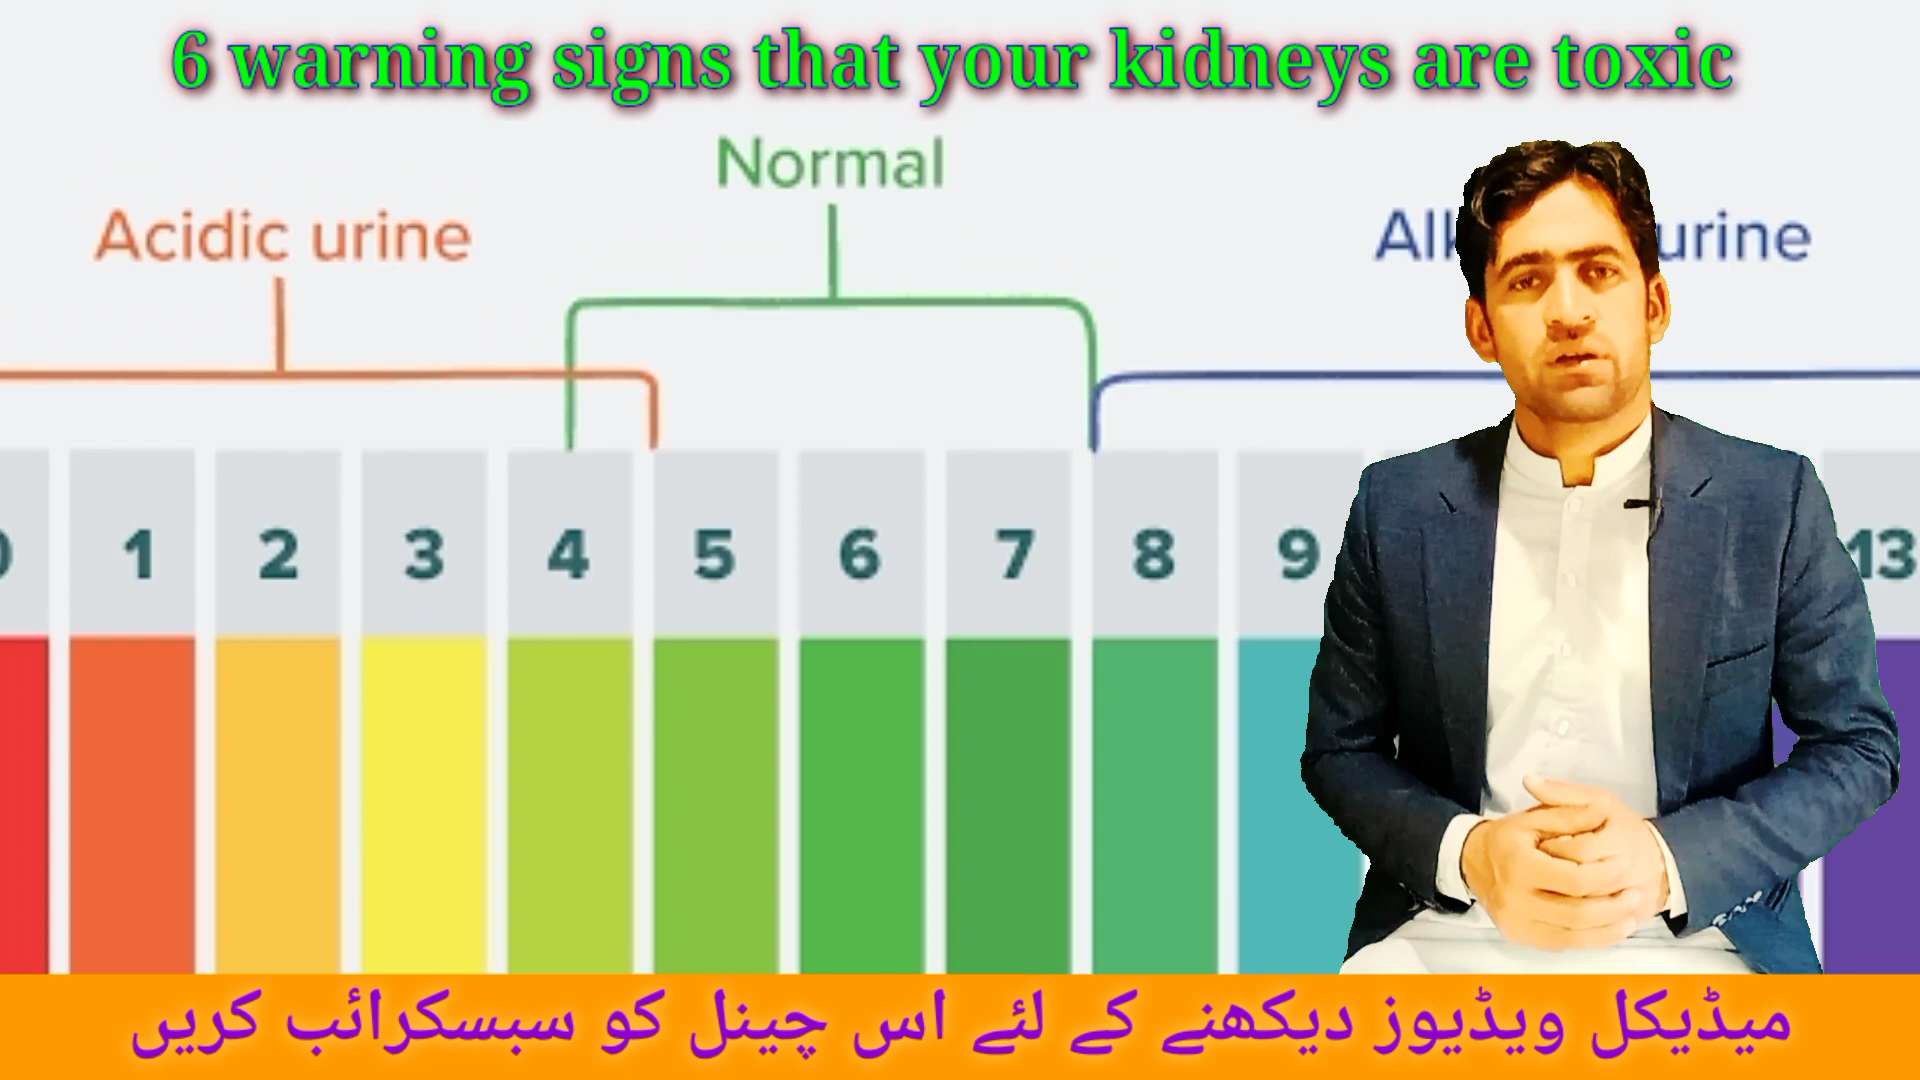 6 warning signs that your kidneys are toxic
Normal
Acidic urine
urine
1 2 3 4 5 6 7 8 9 13
میڈیکل ویڈیوز دیکھنے کے لئے اس چینل کو سبسکرائب کریں